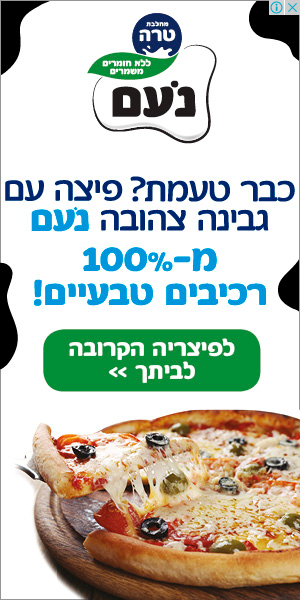 מחלבת
טרה
ללא חומרים
משמרים
נֹעם
כבר טעמת? פיצה עם
גבינה צהובה נֹעם
מ-100%
רכיבים טבעיים!
לפיצריה הקרובה
לביתך >>